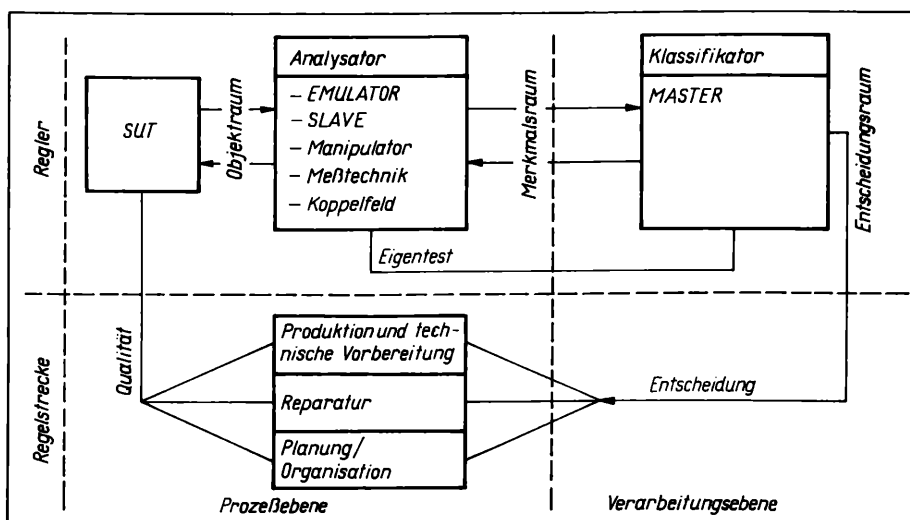 Analysator
Klassifikator
– EMULATOR
– SLAVE
– Manipulator
– Meßtechnik
– Koppelfeld
MASTER
SUT
Objektraum
Merkmalsraum
Entscheidungsraum
Regler
Eigentest
Qualität
Produktion und tech-
nische Vorbereitung
Reparatur
Planung/
Organisation
Entscheidung
Regelstrecke
Prozeßebene
Verarbeitungsebene